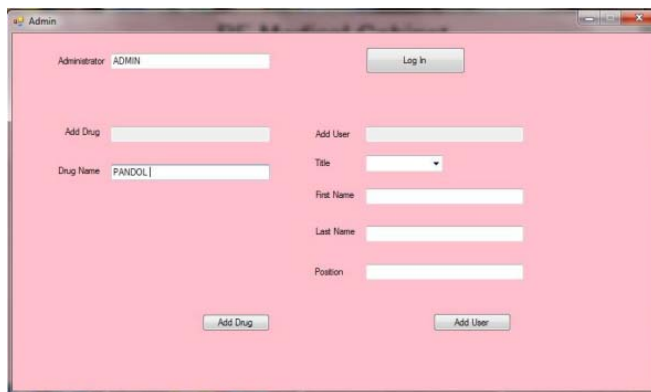 Admin
Administrator ADMIN Log In
Add Drug Add User
Drug Name PANDOL Title
First Name
Last Name
Position
Add Drug Add User